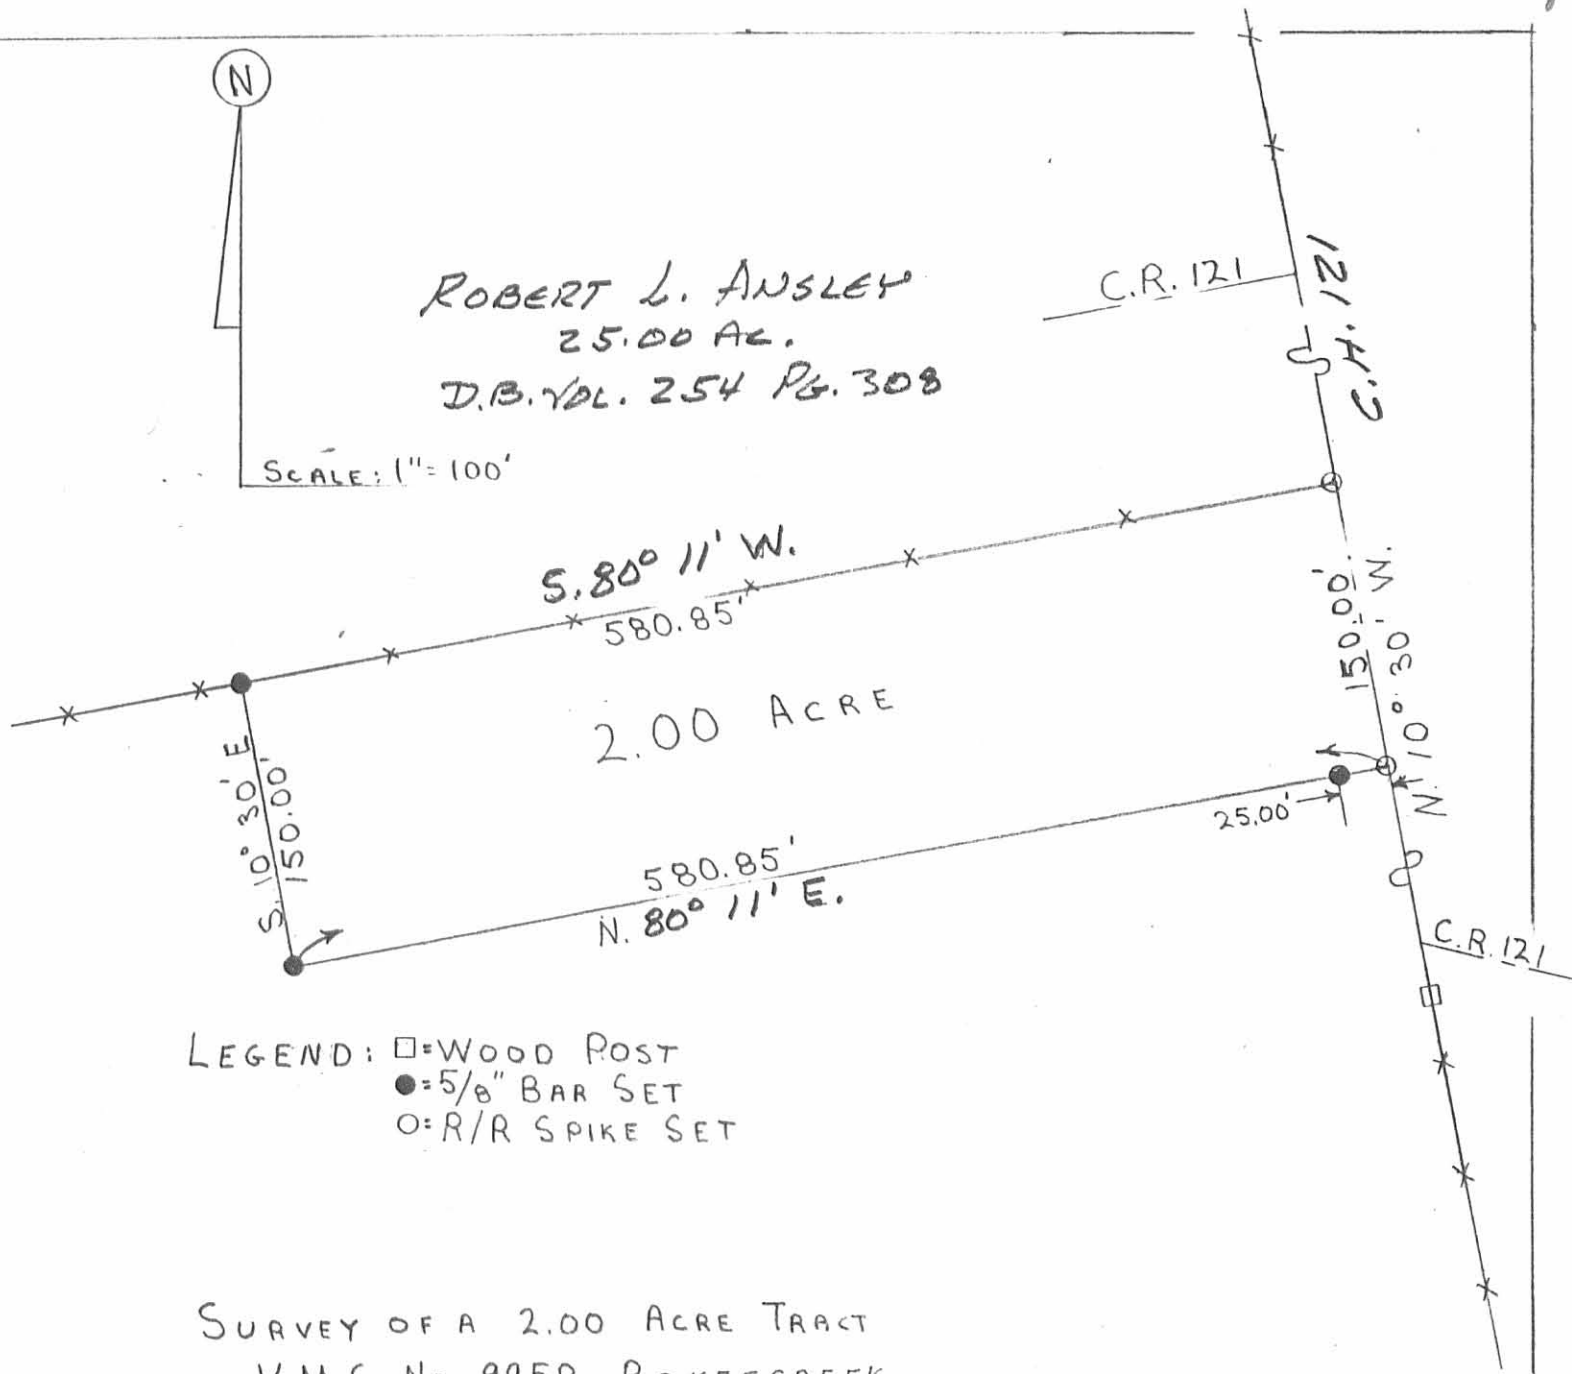 N
ROBERT L. ANSLEY
25.00 AC.
D.B. VOL. 254 PG. 308
C.R. 121
C.H. 121
SCALE: 1"= 100'
S. 80° 11' W.
580.85'
150.00'
N. 10° 30' W.
2.00 ACRE
S. 10° 30' E
150.00'
25.00'
580.85'
N. 80° 11' E.
C.R. 121
LEGEND: □=WOOD POST
●=5/8" BAR SET
O=R/R SPIKE SET
SURVEY OF A 2.00 ACRE TRACT